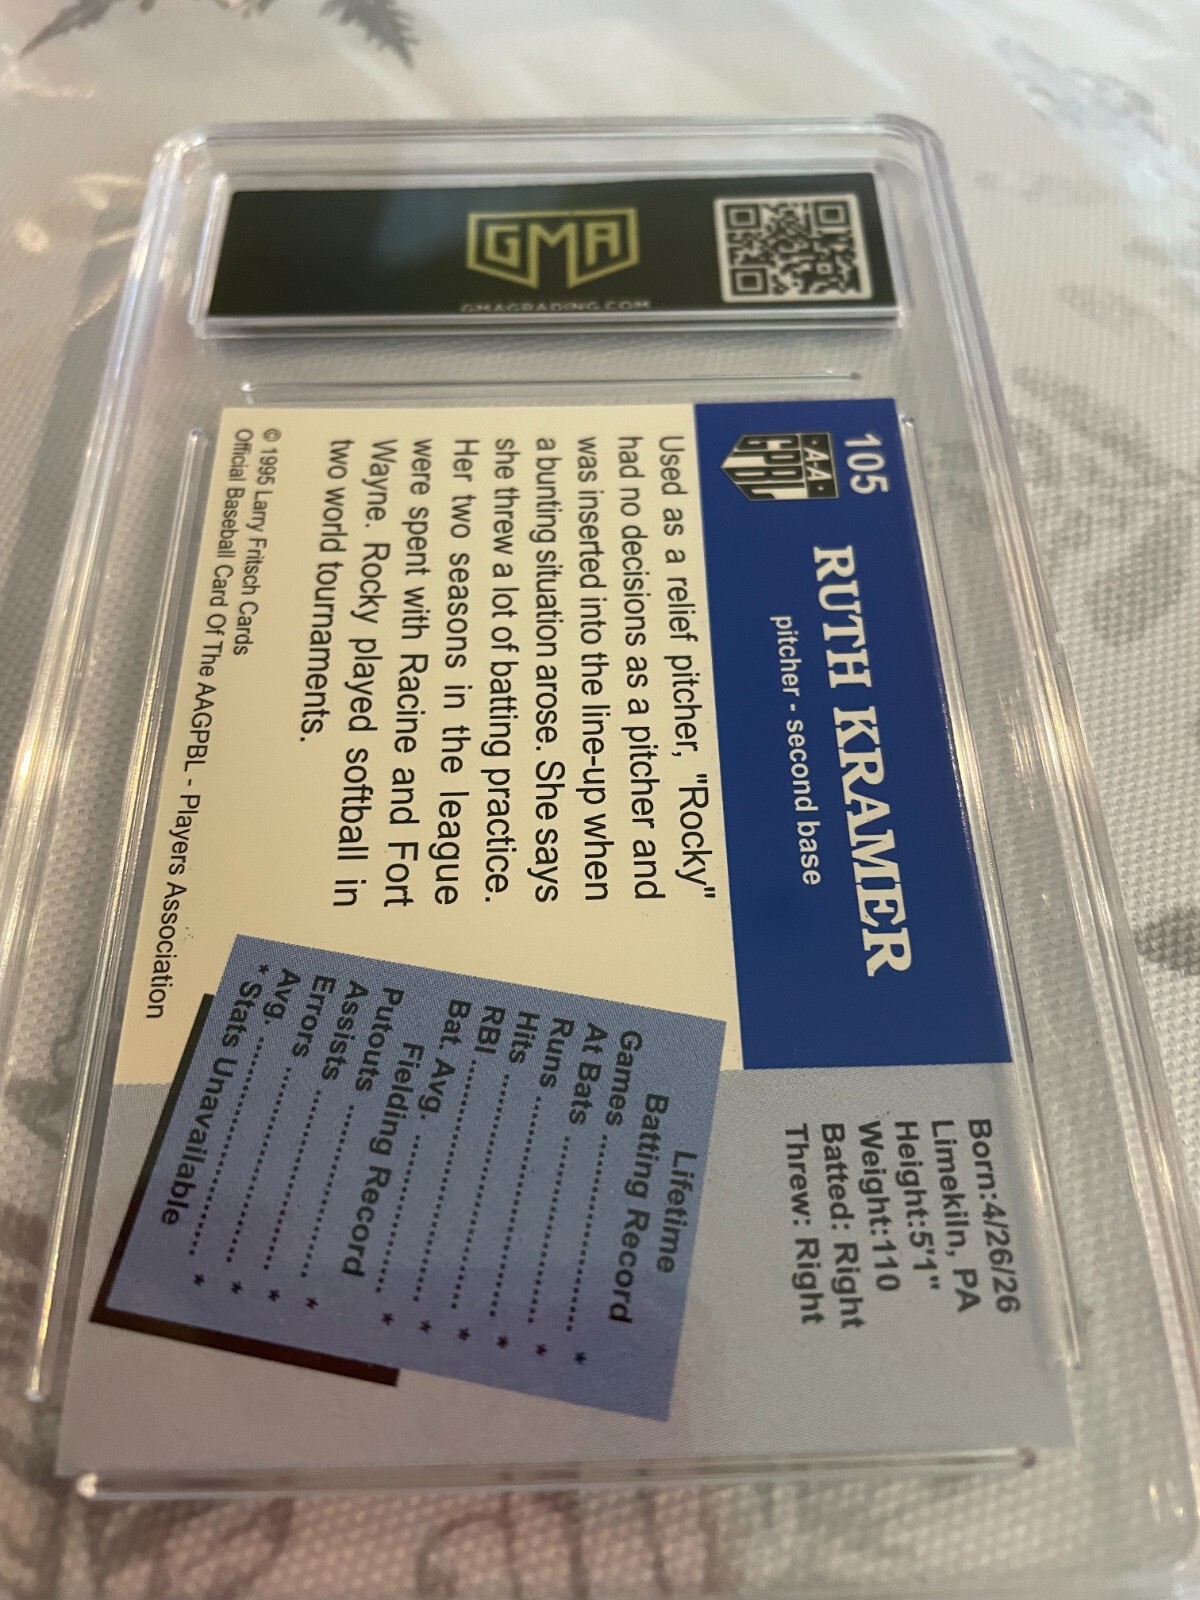 GMA
GMAGRADING.COM
105
A-A
GPBL
RUTH KRAMER
pitcher - second base
Born:4/26/26
Limekiln, PA
Height:5'1"
Weight:110
Batted: Right
Threw: Right
Used as a relief pitcher, "Rocky"
had no decisions as a pitcher and
was inserted into the line-up when
a bunting situation arose. She says
she threw a lot of batting practice.
Her two seasons in the league
were spent with Racine and Fort
Wayne. Rocky played softball in
two world tournaments.
© 1995 Larry Fritsch Cards
Official Baseball Card Of The AAGPBL - Players Association
Lifetime
Batting Record
Games .................... *
At Bats .................... *
Runs .................... *
Hits .................... *
RBI .................... *
Bat. Avg. .................... *
Fielding Record
Putouts .................... *
Assists .................... *
Errors .................... *
Avg. .................... *
* Stats Unavailable